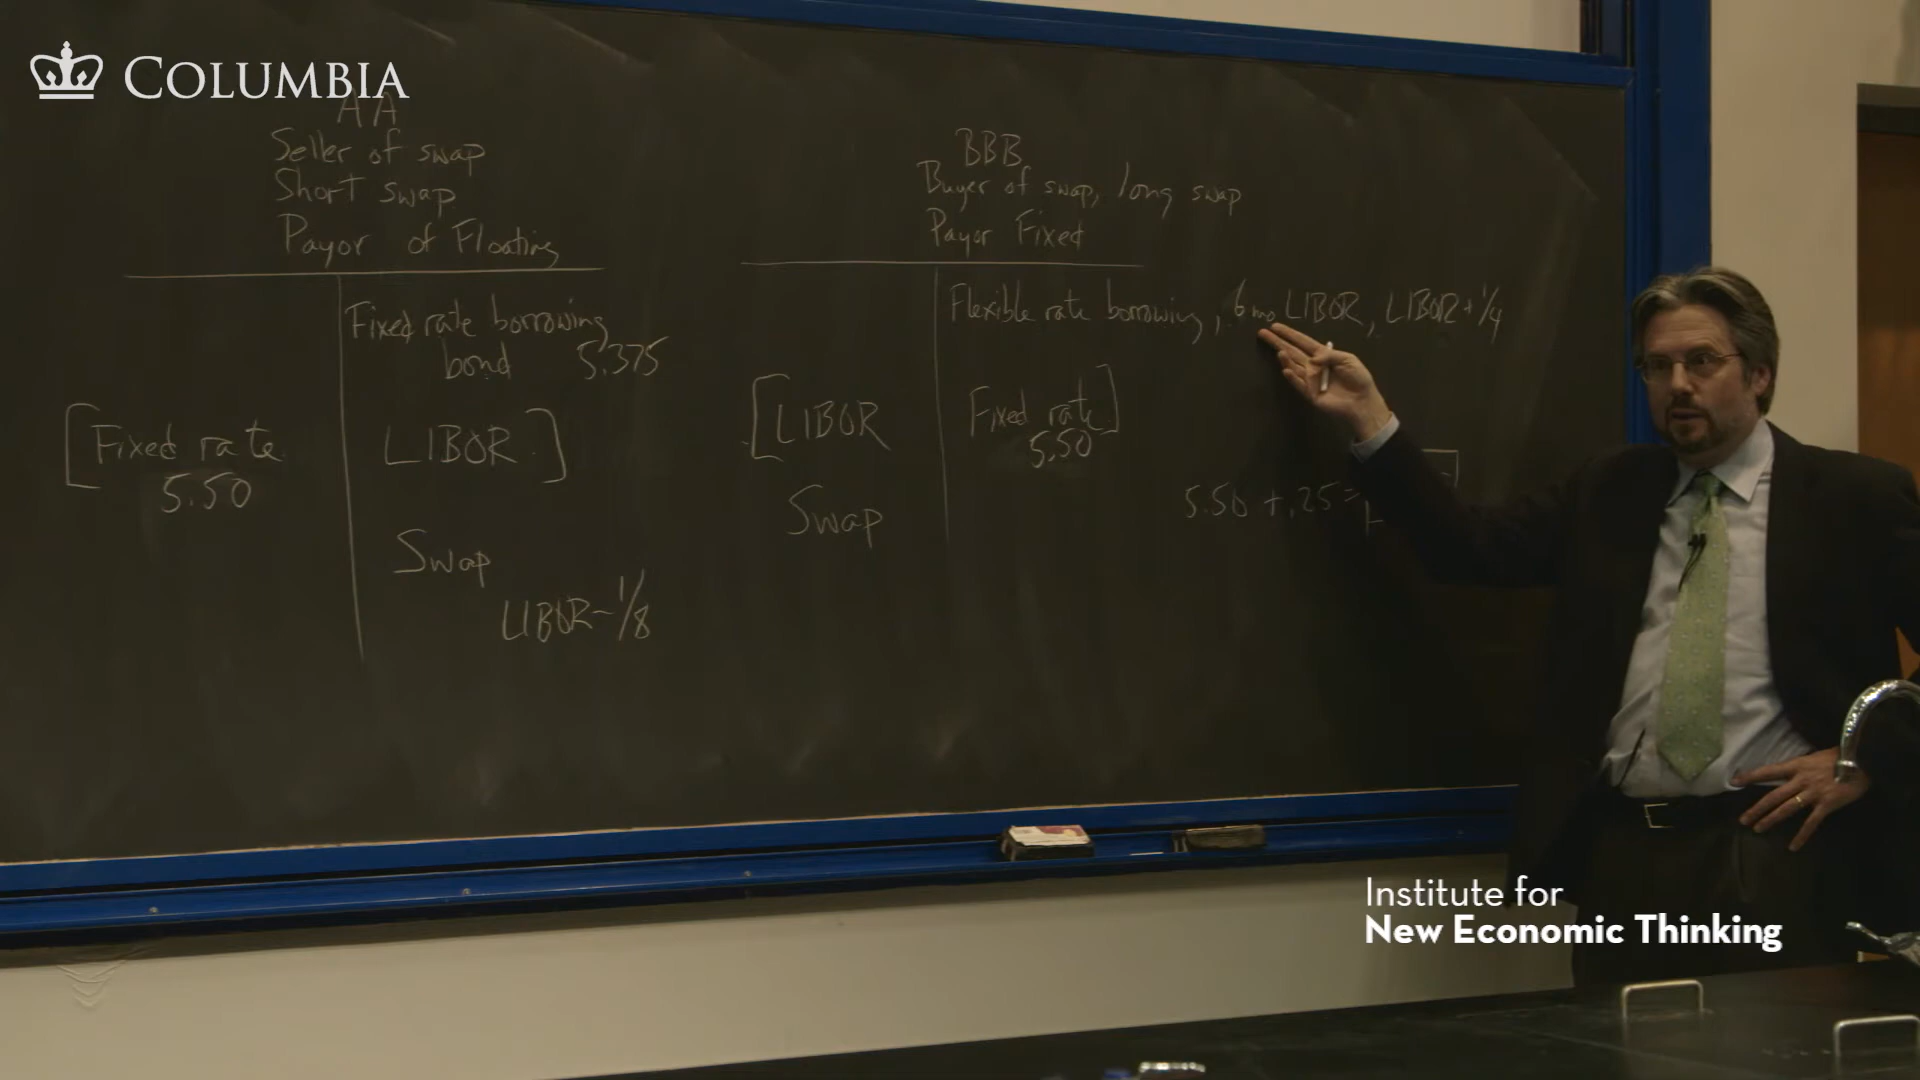 COLUMBIA
AA
Seller of swap
Short swap
Payor of Floating
Fixed rate borrowing
bond 5.375
[Fixed rate
5.50
LIBOR]
Swap
LIBOR-1/8
BBB
Buyer of swap, long swap
Payor Fixed
Flexible rate borrowing, 6 mo LIBOR, LIBOR+1/4
[LIBOR
Fixed rate]
5.50
Swap
5.50 + .25 =
Institute for
New Economic Thinking